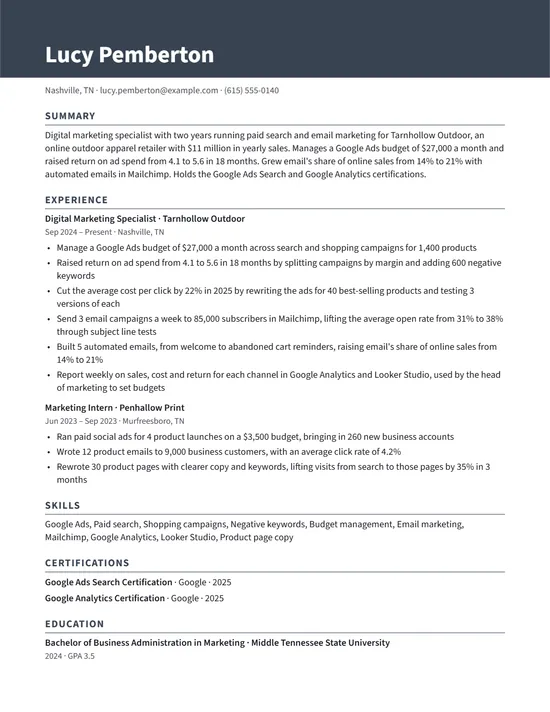 Lucy Pemberton
Nashville, TN · lucy.pemberton@example.com · (615) 555-0140
SUMMARY
Digital marketing specialist with two years running paid search and email marketing for Tarnhollow Outdoor, an
online outdoor apparel retailer with $11 million in yearly sales. Manages a Google Ads budget of $27,000 a month and
raised return on ad spend from 4.1 to 5.6 in 18 months. Grew email's share of online sales from 14% to 21% with
automated emails in Mailchimp. Holds the Google Ads Search and Google Analytics certifications.
EXPERIENCE
Digital Marketing Specialist · Tarnhollow Outdoor
Sep 2024 – Present · Nashville, TN
• Manage a Google Ads budget of $27,000 a month across search and shopping campaigns for 1,400 products
• Raised return on ad spend from 4.1 to 5.6 in 18 months by splitting campaigns by margin and adding 600 negative
keywords
• Cut the average cost per click by 22% in 2025 by rewriting the ads for 40 best-selling products and testing 3
versions of each
• Send 3 email campaigns a week to 85,000 subscribers in Mailchimp, lifting the average open rate from 31% to 38%
through subject line tests
• Built 5 automated emails, from welcome to abandoned cart reminders, raising email's share of online sales from
14% to 21%
• Report weekly on sales, cost and return for each channel in Google Analytics and Looker Studio, used by the head
of marketing to set budgets
Marketing Intern · Penhallow Print
Jun 2023 – Sep 2023 · Murfreesboro, TN
• Ran paid social ads for 4 product launches on a $3,500 budget, bringing in 260 new business accounts
• Wrote 12 product emails to 9,000 business customers, with an average click rate of 4.2%
• Rewrote 30 product pages with clearer copy and keywords, lifting visits from search to those pages by 35% in 3
months
SKILLS
Google Ads, Paid search, Shopping campaigns, Negative keywords, Budget management, Email marketing,
Mailchimp, Google Analytics, Looker Studio, Product page copy
CERTIFICATIONS
Google Ads Search Certification · Google · 2025
Google Analytics Certification · Google · 2025
EDUCATION
Bachelor of Business Administration in Marketing · Middle Tennessee State University
2024 · GPA 3.5